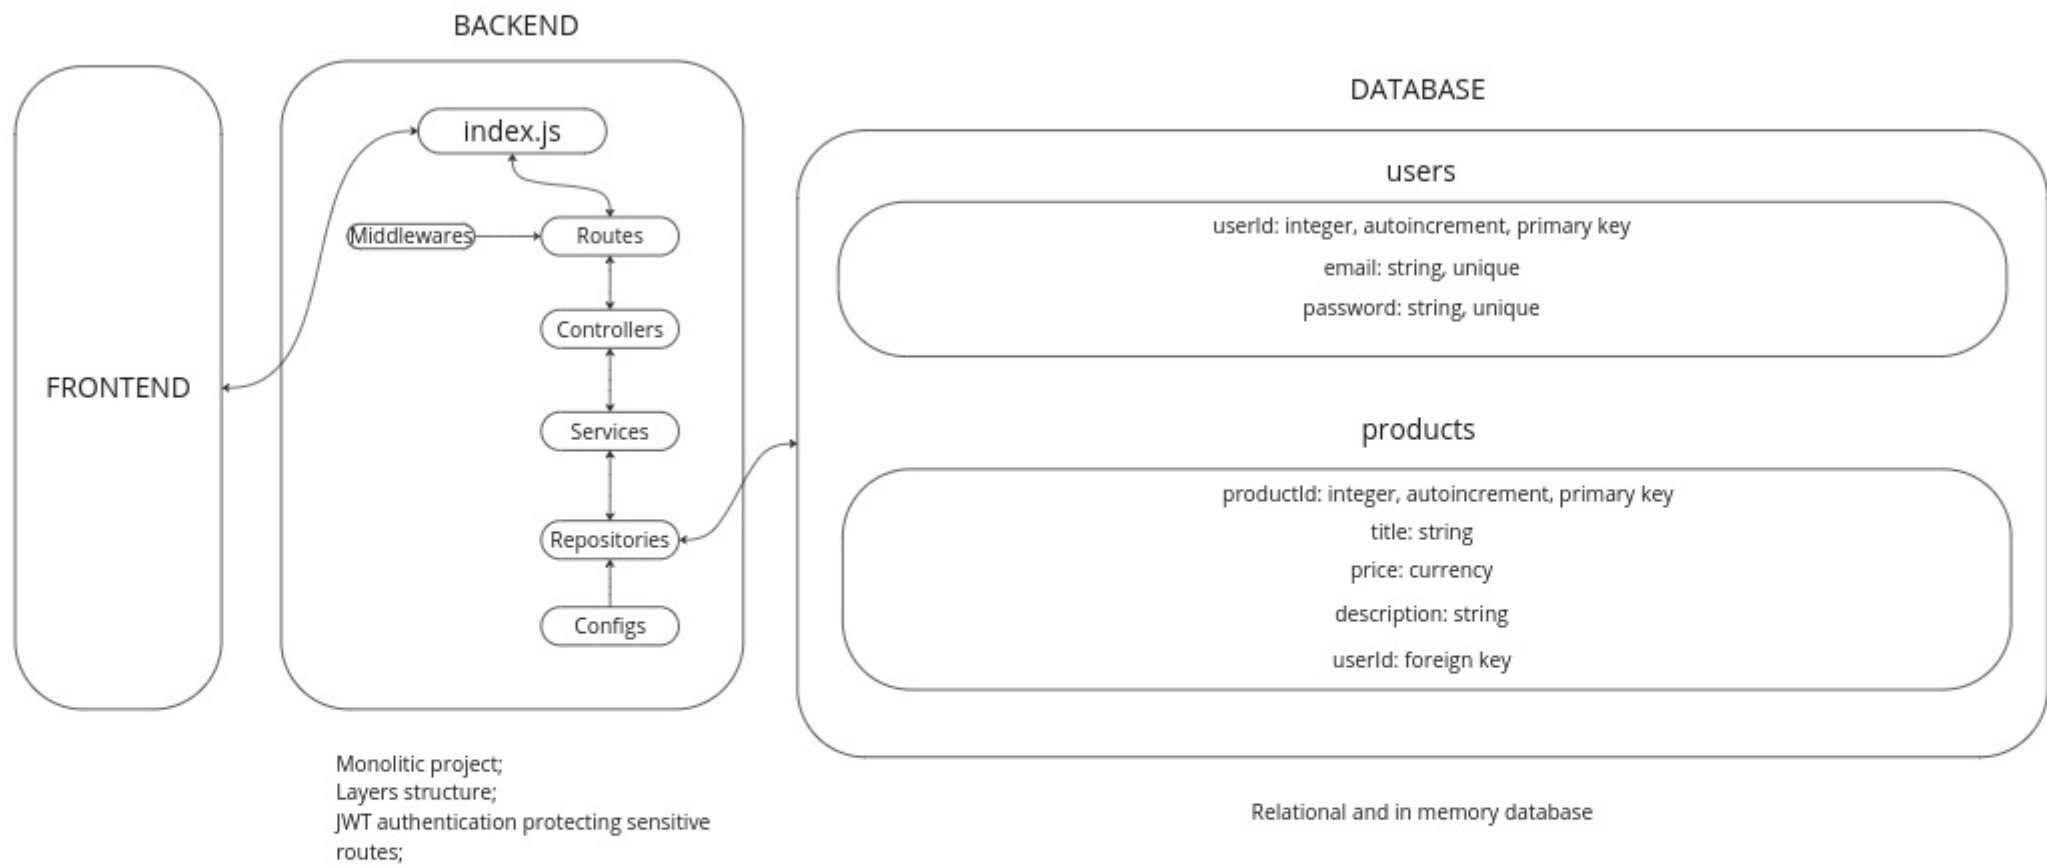 BACKEND
index.js
Middlewares
Routes
Controllers
Services
Repositories
Configs
FRONTEND
Monolitic project;
Layers structure;
JWT authentication protecting sensitive
routes;
DATABASE
users
userId: integer, autoincrement, primary key
email: string, unique
password: string, unique
products
productId: integer, autoincrement, primary key
title: string
price: currency
description: string
userId: foreign key
Relational and in memory database